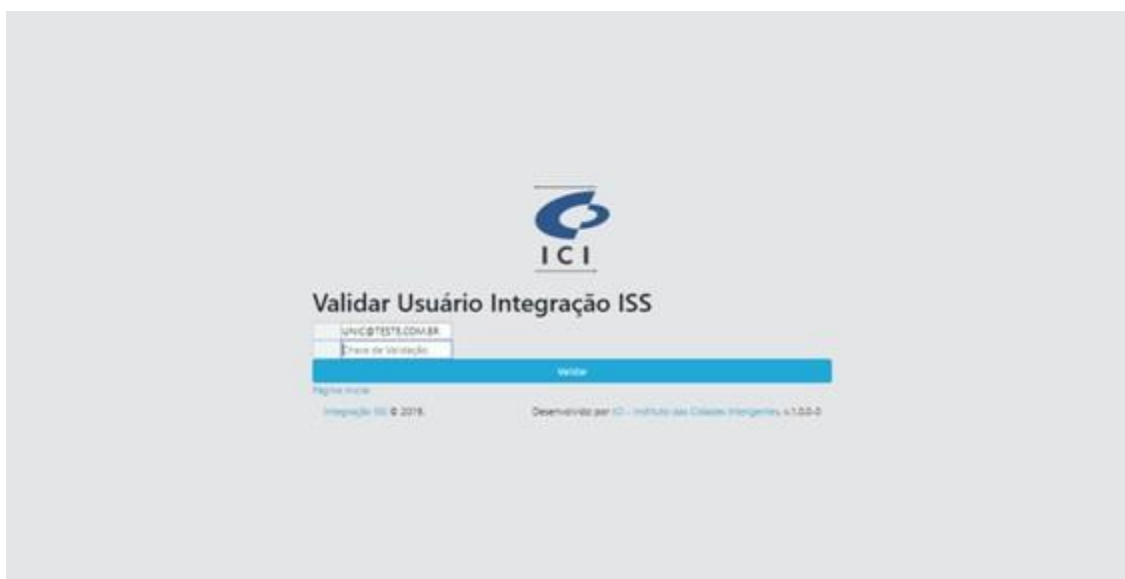 ICI
Validar Usuário Integração ISS
UNIC@TESTE.COM.BR
Chave de Validação
Validar
Página Inicial
Integração ISS © 2019. Desenvolvido por ICI - Instituto das Cidades Inteligentes. v.1.0.0-0